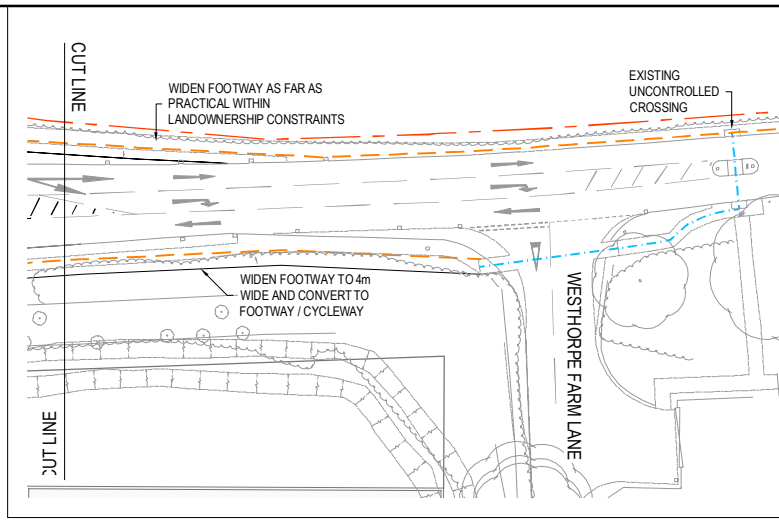 CUT LINE
WIDEN FOOTWAY AS FAR AS
PRACTICAL WITHIN
LANDOWNERSHIP CONSTRAINTS
EXISTING
UNCONTROLLED
CROSSING
WIDEN FOOTWAY TO 4m
WIDE AND CONVERT TO
FOOTWAY / CYCLEWAY
WESTHORPE FARM LANE
CUT LINE